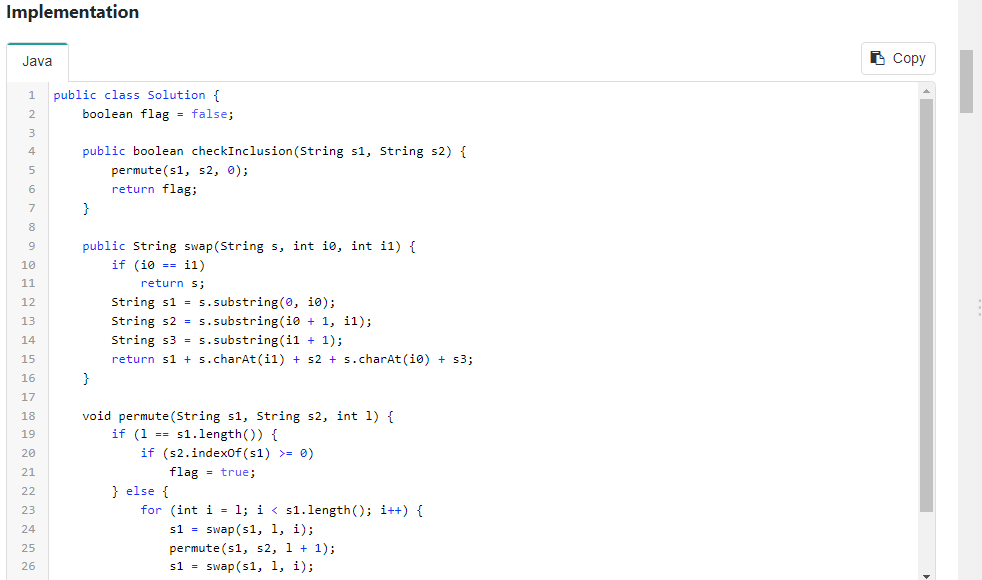 Implementation
Java
Copy
1 public class Solution {
2     boolean flag = false;
3
4     public boolean checkInclusion(String s1, String s2) {
5         permute(s1, s2, 0);
6         return flag;
7     }
8
9     public String swap(String s, int i0, int i1) {
10         if (i0 == i1)
11             return s;
12         String s1 = s.substring(0, i0);
13         String s2 = s.substring(i0 + 1, i1);
14         String s3 = s.substring(i1 + 1);
15         return s1 + s.charAt(i1) + s2 + s.charAt(i0) + s3;
16     }
17
18     void permute(String s1, String s2, int l) {
19         if (l == s1.length()) {
20             if (s2.indexOf(s1) >= 0)
21                 flag = true;
22         } else {
23             for (int i = l; i < s1.length(); i++) {
24                 s1 = swap(s1, l, i);
25                 permute(s1, s2, l + 1);
26                 s1 = swap(s1, l, i);